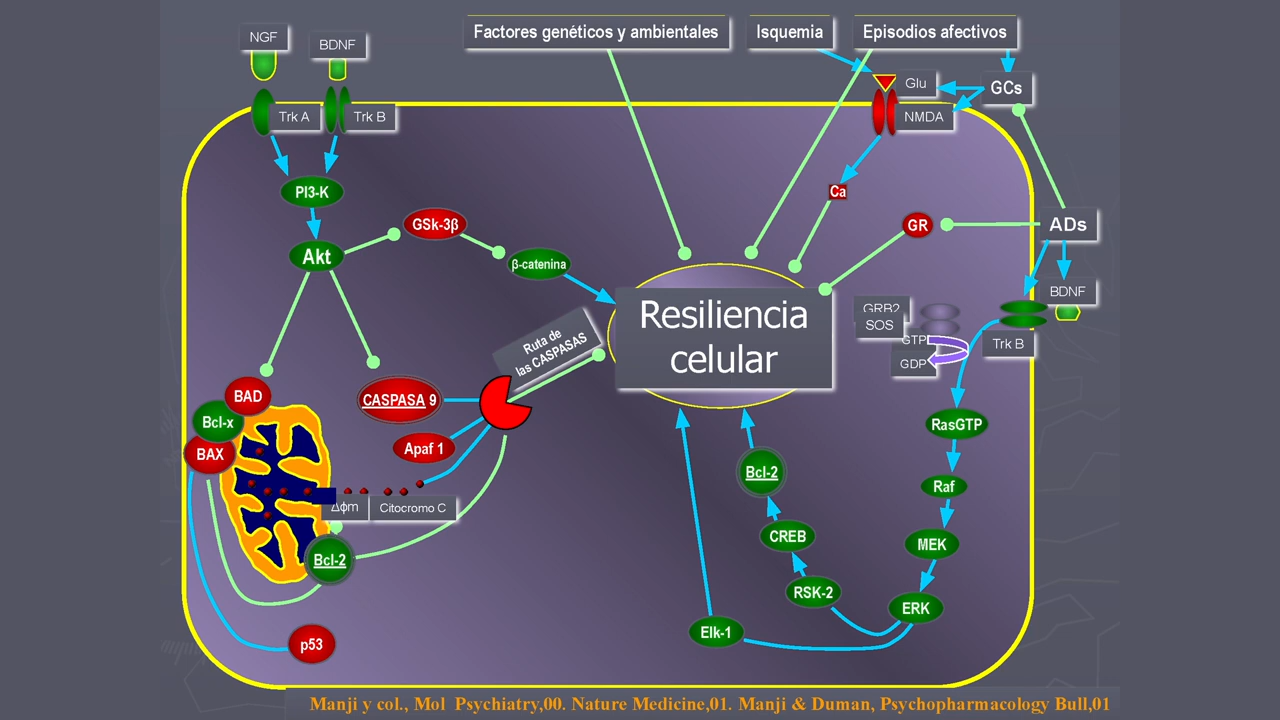 Factores genéticos y ambientales
Isquemia
Episodios afectivos
NGF
BDNF
Glu
GCs
Trk A
Trk B
NMDA
PI3-K
Ca
GSk-3β
GR
ADs
Akt
β-catenina
BDNF
Resiliencia
celular
GRB2
SOS
GTP
GDP
Trk B
Ruta de
las CASPASAS
BAD
CASPASA 9
Bcl-x
RasGTP
BAX
Apaf 1
Bcl-2
Raf
Δϕm
Citocromo C
CREB
MEK
Bcl-2
RSK-2
ERK
Elk-1
p53
Manji y col., Mol Psychiatry,00. Nature Medicine,01. Manji & Duman, Psychopharmacology Bull,01